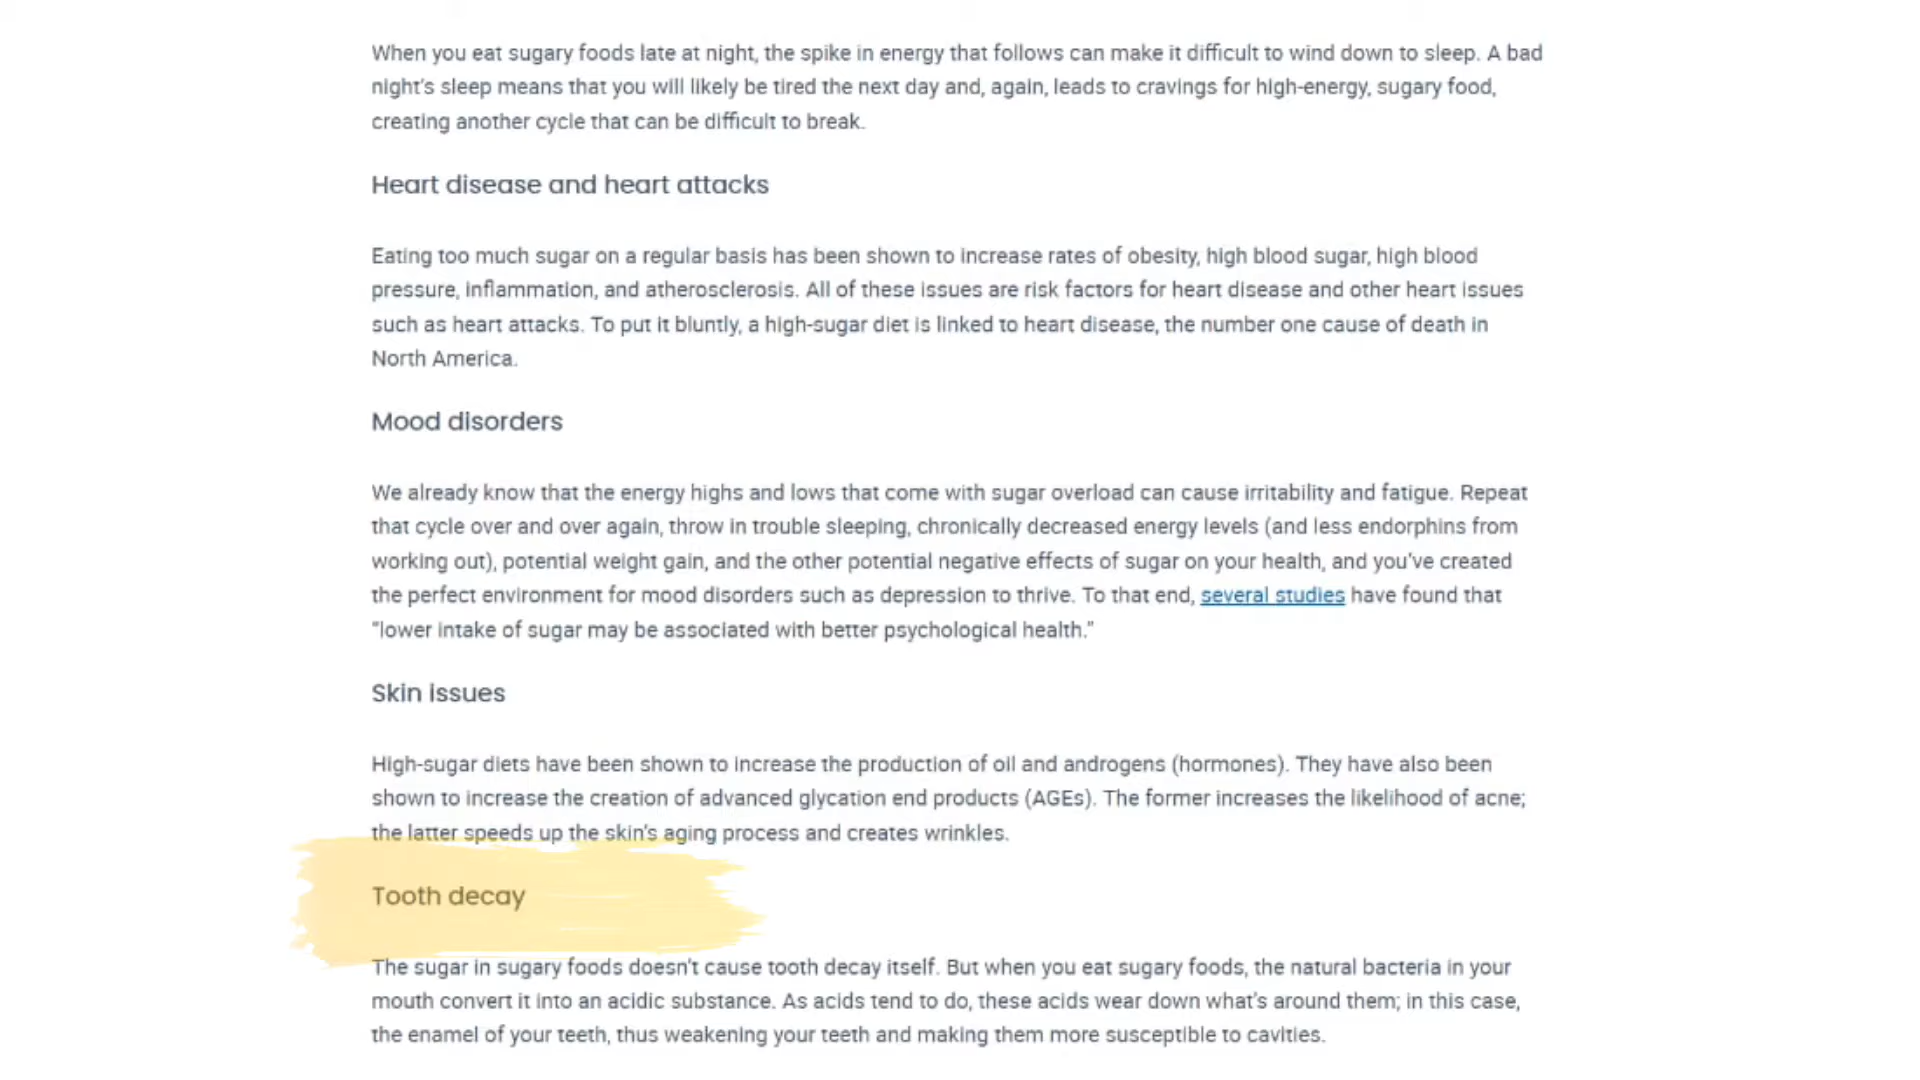 When you eat sugary foods late at night, the spike in energy that follows can make it difficult to wind down to sleep. A bad
night's sleep means that you will likely be tired the next day and, again, leads to cravings for high-energy, sugary food,
creating another cycle that can be difficult to break.
Heart disease and heart attacks
Eating too much sugar on a regular basis has been shown to increase rates of obesity, high blood sugar, high blood
pressure, inflammation, and atherosclerosis. All of these issues are risk factors for heart disease and other heart issues
such as heart attacks. To put it bluntly, a high-sugar diet is linked to heart disease, the number one cause of death in
North America.
Mood disorders
We already know that the energy highs and lows that come with sugar overload can cause irritability and fatigue. Repeat
that cycle over and over again, throw in trouble sleeping, chronically decreased energy levels (and less endorphins from
working out), potential weight gain, and the other potential negative effects of sugar on your health, and you've created
the perfect environment for mood disorders such as depression to thrive. To that end, several studies have found that
"lower intake of sugar may be associated with better psychological health."
Skin issues
High-sugar diets have been shown to increase the production of oil and androgens (hormones). They have also been
shown to increase the creation of advanced glycation end products (AGEs). The former increases the likelihood of acne;
the latter speeds up the skin's aging process and creates wrinkles.
Tooth decay
The sugar in sugary foods doesn't cause tooth decay itself. But when you eat sugary foods, the natural bacteria in your
mouth convert it into an acidic substance. As acids tend to do, these acids wear down what's around them; in this case,
the enamel of your teeth, thus weakening your teeth and making them more susceptible to cavities.